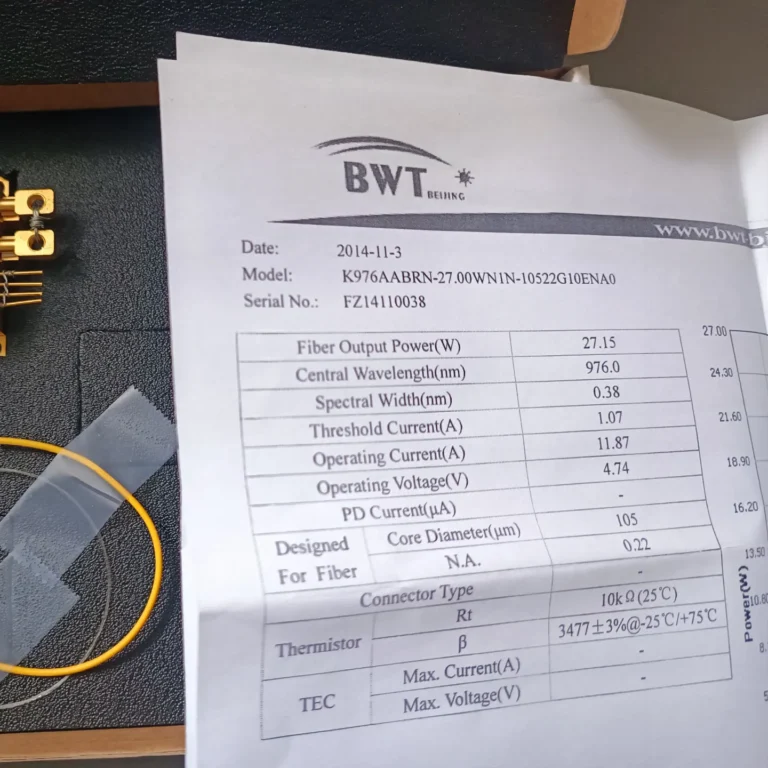 BWT BEIJING
www.bwt-b
Date: 2014-11-3
Model: K976AABRN-27.00WN1N-10522G10ENA0
Serial No.: FZ14110038
Fiber Output Power(W) 27.15
Central Wavelength(nm) 976.0
Spectral Width(nm) 0.38
Threshold Current(A) 1.07
Operating Current(A) 11.87
Operating Voltage(V) 4.74
PD Current(μA) -
Designed For Fiber Core Diameter(μm) 105
N.A. 0.22
Connector Type -
Thermistor Rt 10kΩ(25℃)
β 3477±3%@-25℃/+75℃
TEC Max. Current(A) -
Max. Voltage(V) -
27.00
24.30
21.60
18.90
16.20
13.50
10.80
8.
Power(W)